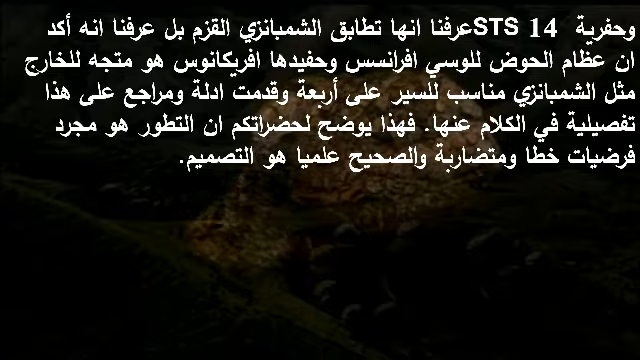 وحفرية STS 14عرفنا انها تطابق الشمبانزي القزم بل عرفنا انه أكد
ان عظام الحوض للوسي افرانسس وحفيدها افريكانوس هو متجه للخارج
مثل الشمبانزي مناسب للسير على أربعة وقدمت ادلة ومراجع على هذا
تفصيلية في الكلام عنها. فهذا يوضح لحضراتكم ان التطور هو مجرد
فرضيات خطا ومتضاربة والصحيح علميا هو التصميم.